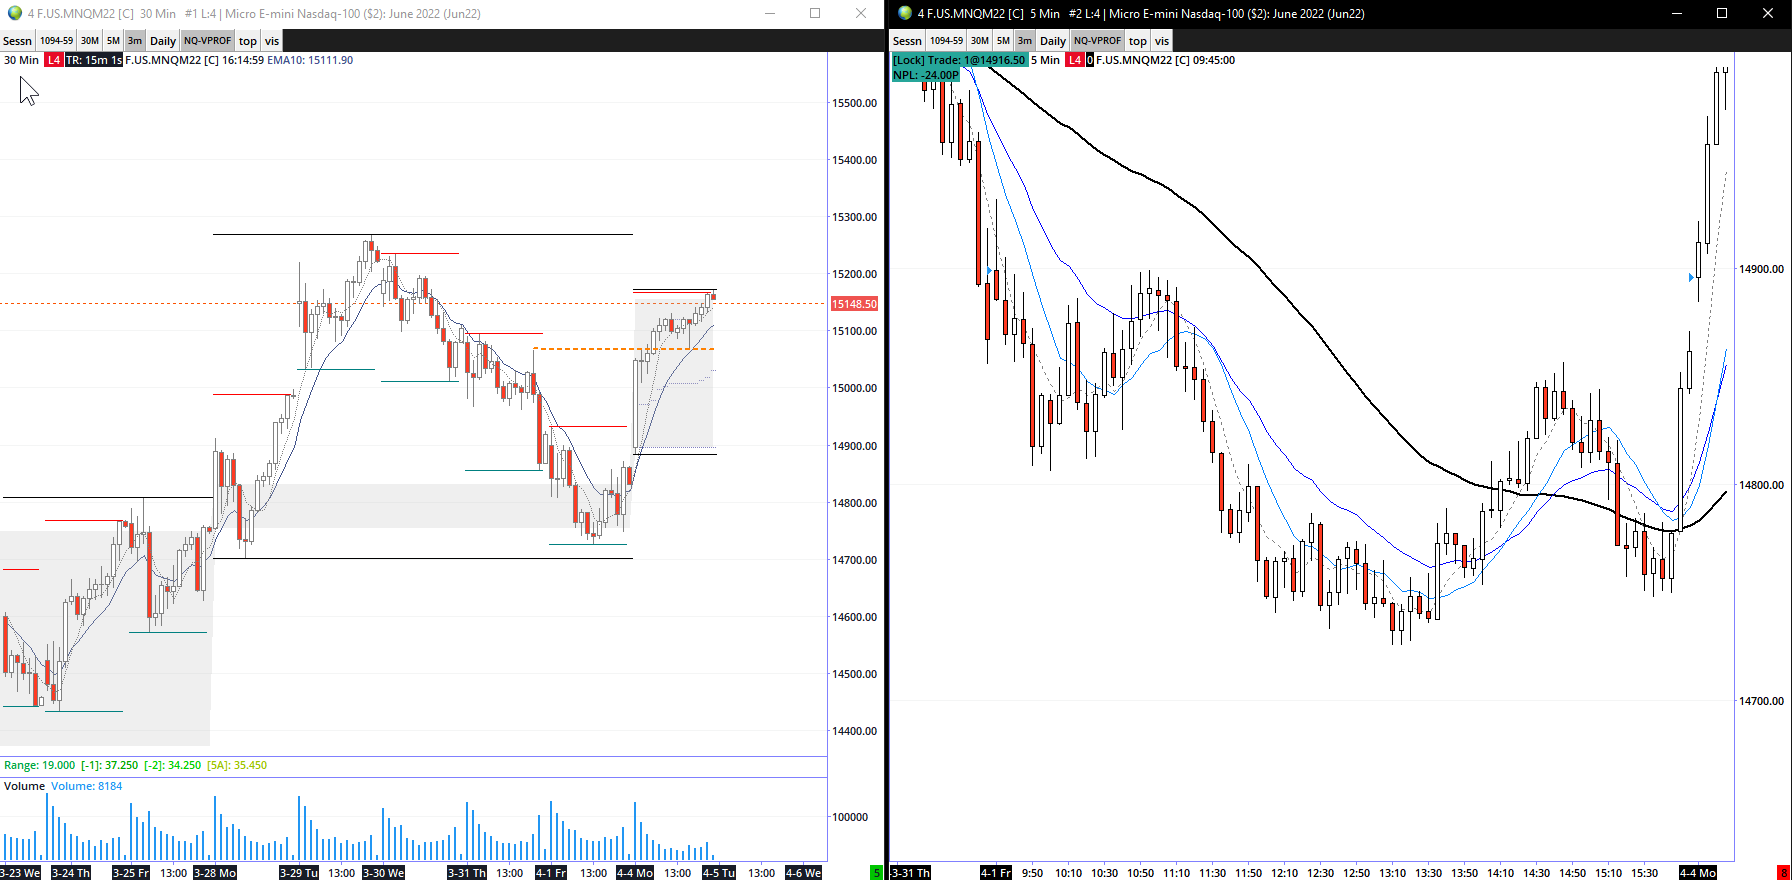 4 F.US.MNQM22 [C]  30 Min   #1 L:4 | Micro E-mini Nasdaq-100 ($2): June 2022 (Jun22)
Sessn 1094-59 30M 5M 3m Daily NQ-VPROF top vis
30 Min L4 TR: 15m 1s F.US.MNQM22 [C] 16:14:59 EMA10: 15111.90
15500.00
15400.00
15300.00
15200.00
15148.50
15100.00
15000.00
14900.00
14800.00
14700.00
14600.00
14500.00
14400.00
Range: 19.000 [-1]: 37.250 [-2]: 34.250 [5A]: 35.450
Volume Volume: 8184
100000
3-23 We 3-24 Th 3-25 Fr 13:00 3-28 Mo 3-29 Tu 13:00 3-30 We 3-31 Th 13:00 4-1 Fr 13:00 4-4 Mo 13:00 4-5 Tu 13:00 4-6 We 5
4 F.US.MNQM22 [C]  5 Min   #2 L:4 | Micro E-mini Nasdaq-100 ($2): June 2022 (Jun22)
Sessn 1094-59 30M 5M 3m Daily NQ-VPROF top vis
[Lock] Trade: 1@14916.50 5 Min L4 0 F.US.MNQM22 [C] 09:45:00
NPL: -24.00P
14900.00
14800.00
14700.00
3-31 Th 4-1 Fr 9:50 10:10 10:30 10:50 11:10 11:30 11:50 12:10 12:30 12:50 13:10 13:30 13:50 14:10 14:30 14:50 15:10 15:30 4-4 Mo 8